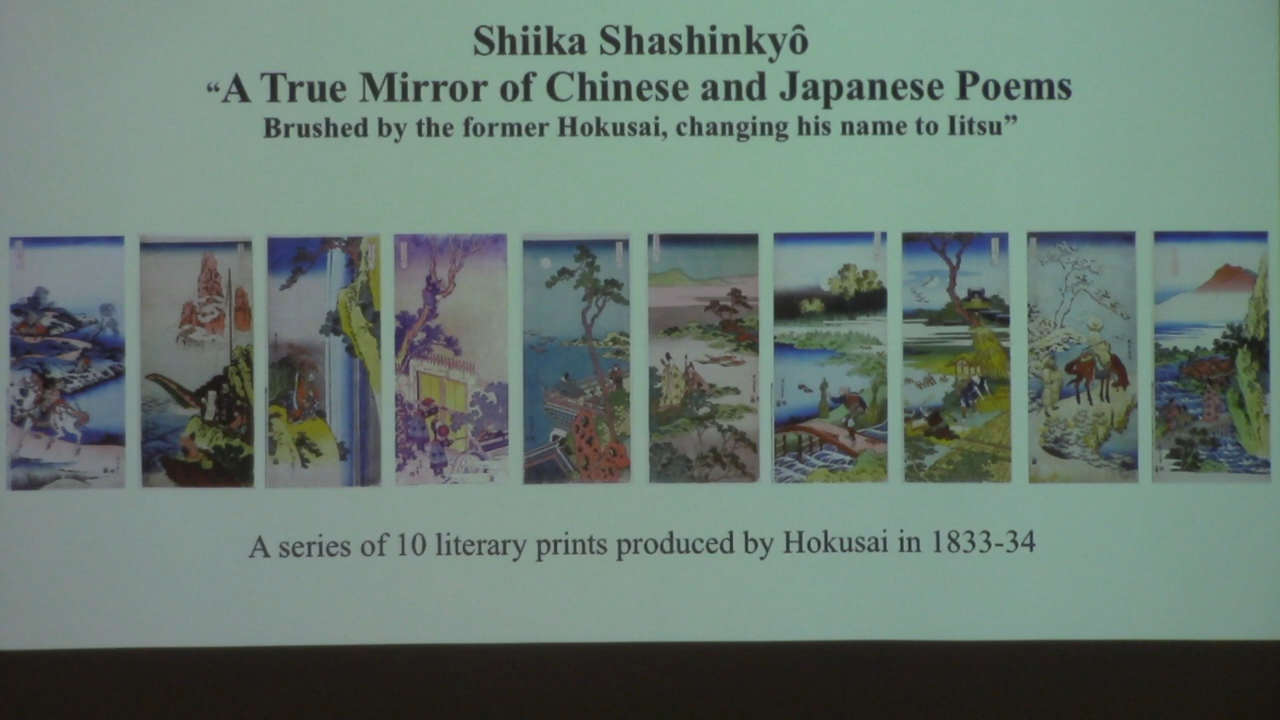 Shiika Shashinkyô
“A True Mirror of Chinese and Japanese Poems
Brushed by the former Hokusai, changing his name to Iitsu”
A series of 10 literary prints produced by Hokusai in 1833-34